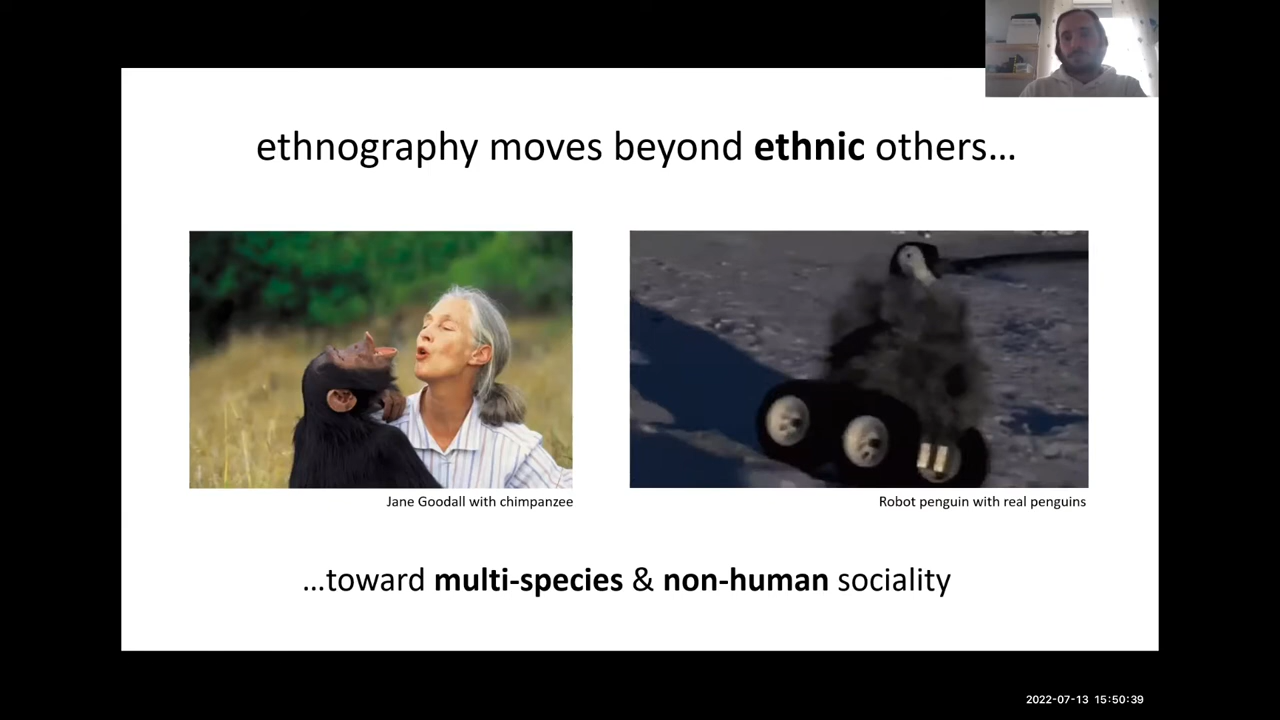 ethnography moves beyond ethnic others…
Jane Goodall with chimpanzee
Robot penguin with real penguins
…toward multi-species & non-human sociality
2022-07-13 15:50:39